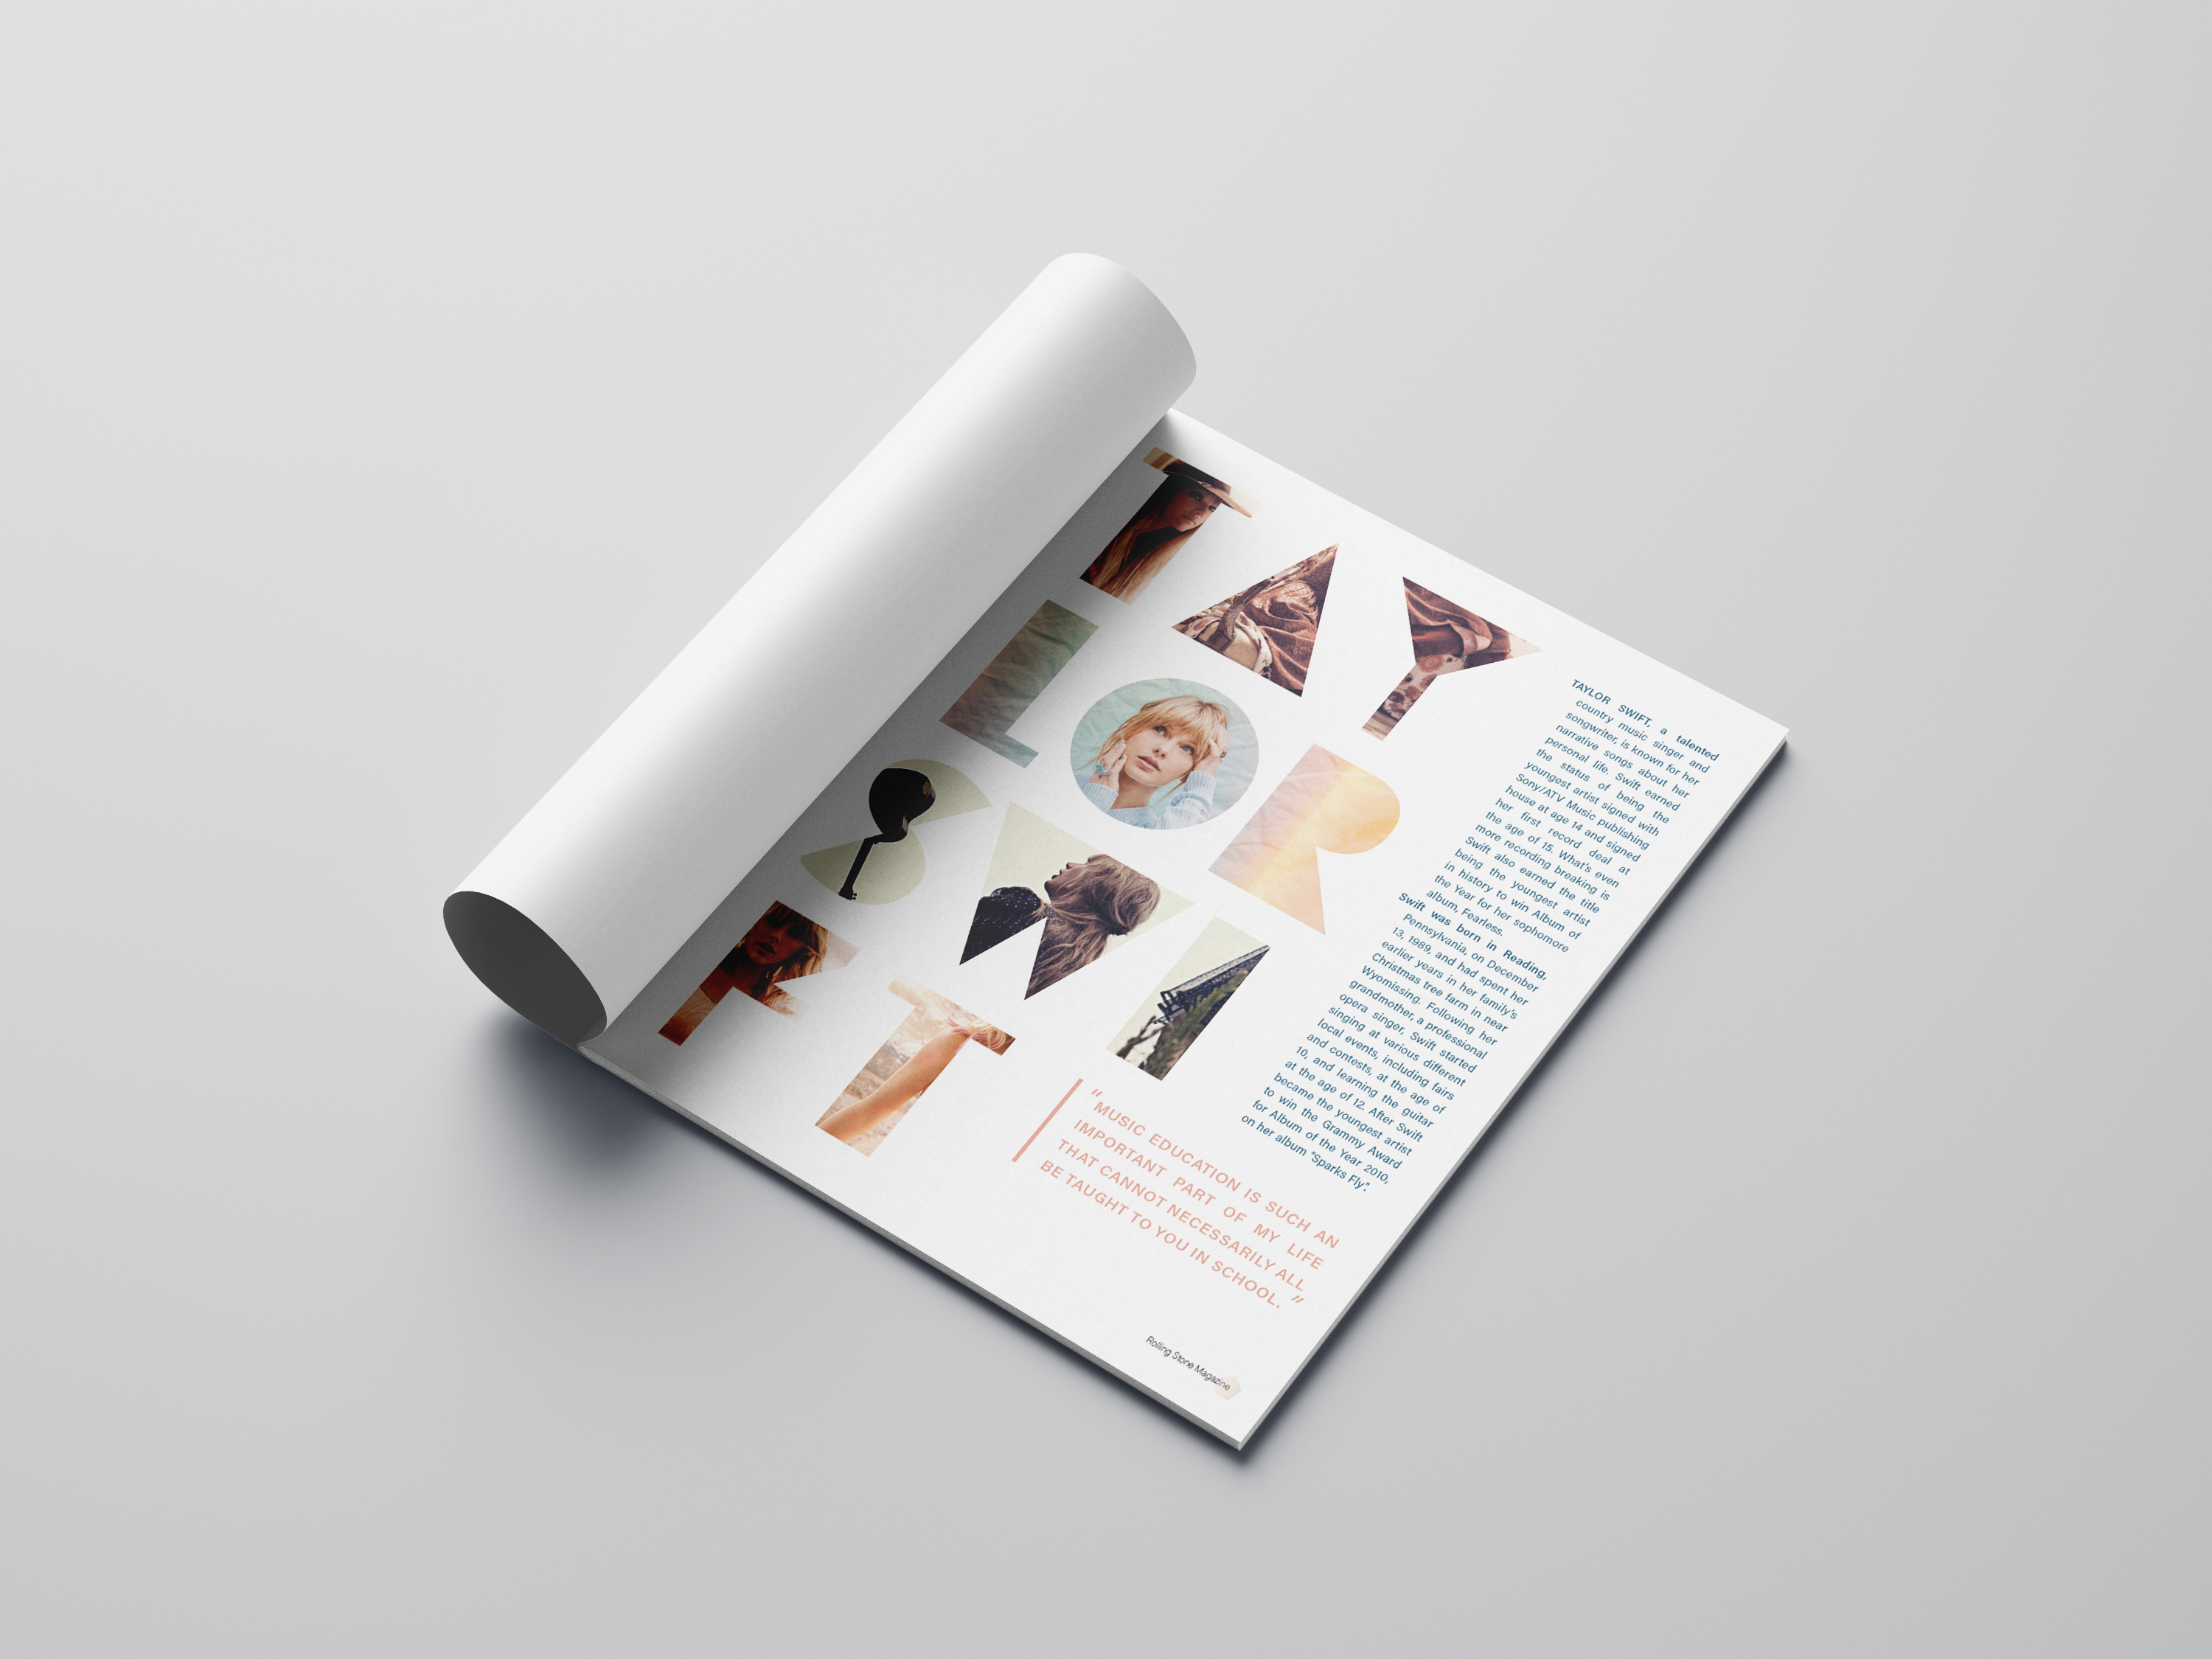 TAY
LOR
SWI
FT
TAYLOR SWIFT, a talented
country music singer and
songwriter, is known for her
narrative songs about her
personal life. Swift earned
the status of being the
youngest artist signed with
Sony/ATV Music publishing
house at age 14 and signed
her first record deal at
the age of 15. What's even
more recording breaking is
Swift also earned the title
being the youngest artist
in history to win Album of
the Year for her sophomore
album, Fearless.
Swift was born in Reading,
Pennsylvania, on December
13, 1989, and had spent her
earlier years in her family's
Christmas tree farm in near
Wyomissing. Following her
grandmother, a professional
opera singer, Swift started
singing at various different
local events, including fairs
and contests, at the age of
10, and learning the guitar
at the age of 12. After Swift
became the youngest artist
to win the Grammy Award
for Album of the Year 2010,
on her album "Sparks Fly".
"MUSIC EDUCATION IS SUCH AN
IMPORTANT PART OF MY LIFE
THAT CANNOT NECESSARILY ALL
BE TAUGHT TO YOU IN SCHOOL."
Rolling Stone Magazine